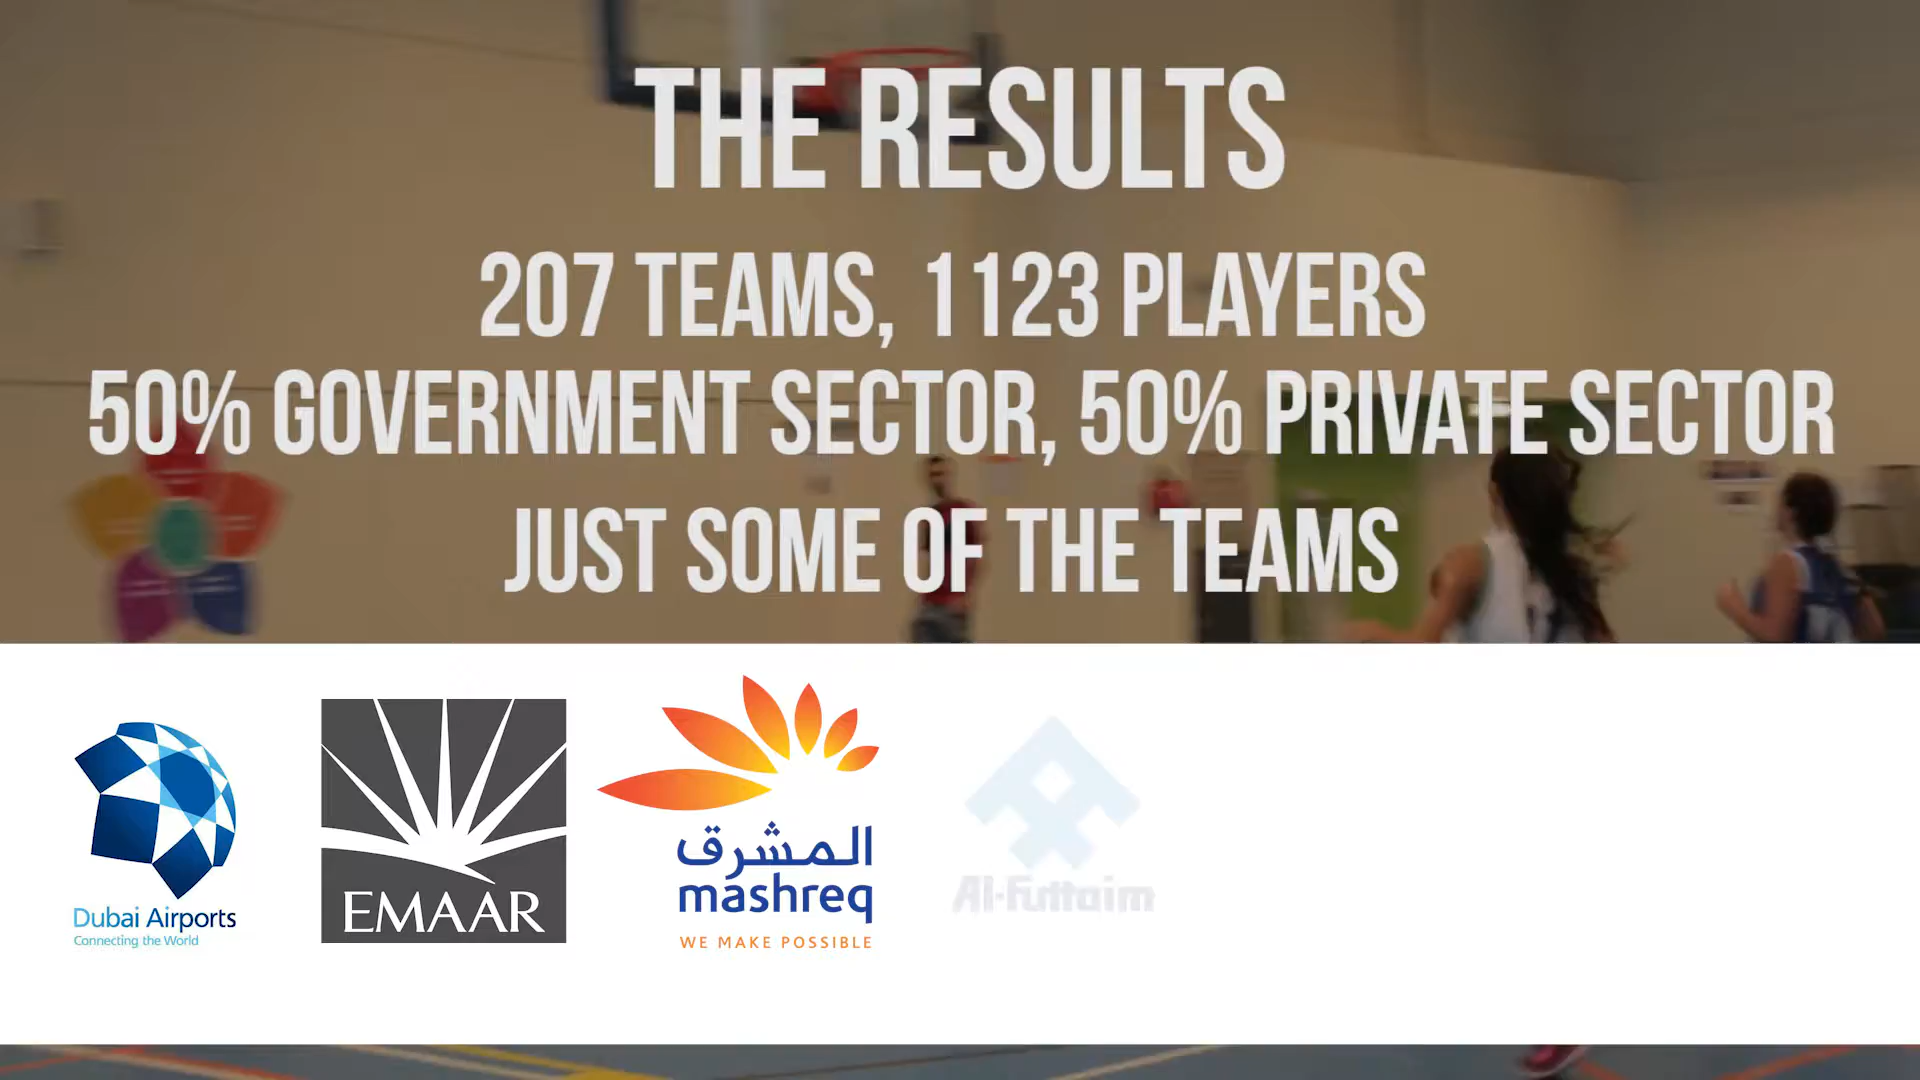 THE RESULTS
207 TEAMS, 1123 PLAYERS
50% GOVERNMENT SECTOR, 50% PRIVATE SECTOR
JUST SOME OF THE TEAMS
Dubai Airports
Connecting the World
EMAAR
المشرق
mashreq
WE MAKE POSSIBLE
Al-Futtaim